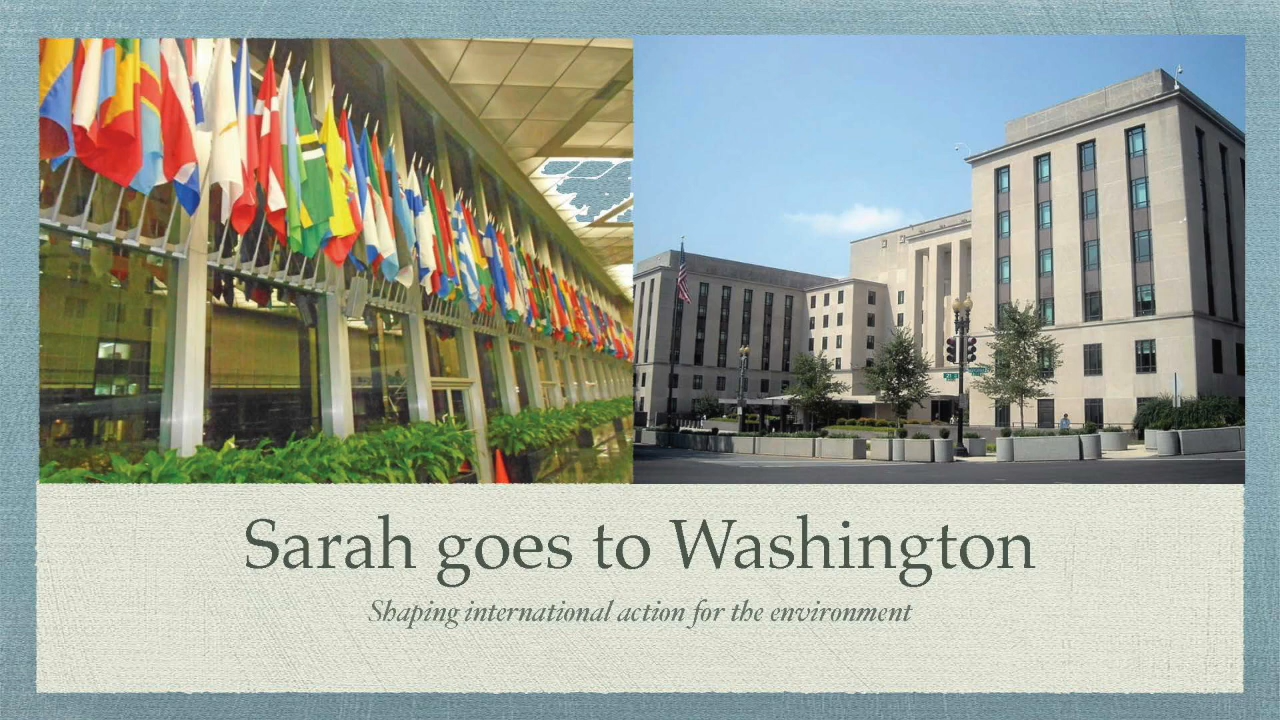 Sarah goes to Washington
Shaping international action for the environment